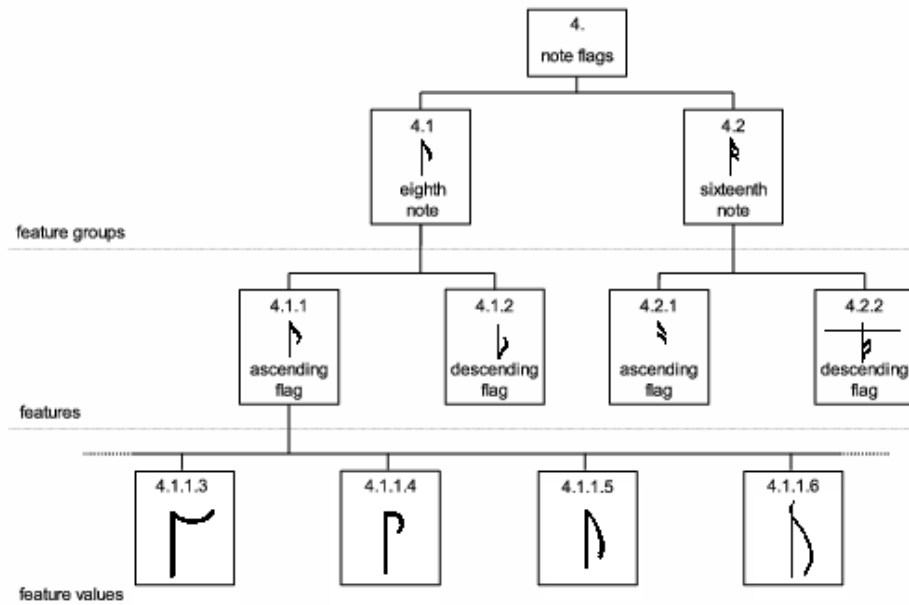 4.
note flags
4.1
eighth
note
4.2
sixteenth
note
feature groups
4.1.1
ascending
flag
4.1.2
descending
flag
4.2.1
ascending
flag
4.2.2
descending
flag
features
4.1.1.3
4.1.1.4
4.1.1.5
4.1.1.6
feature values